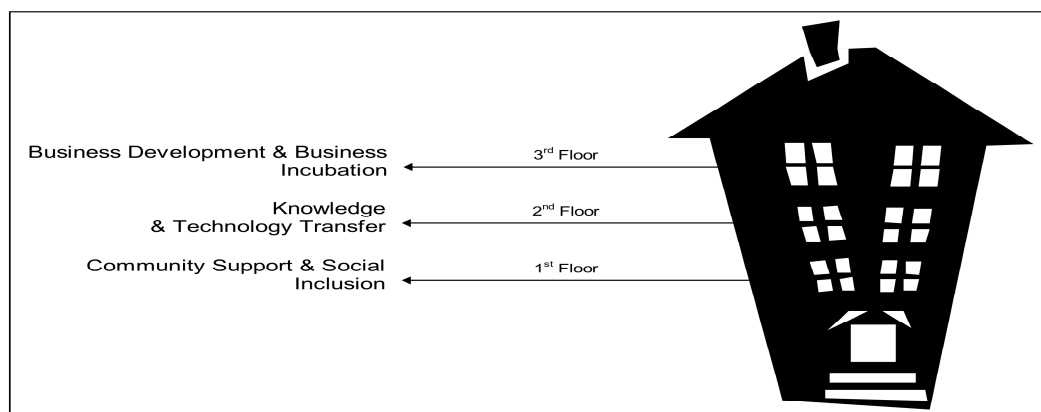 Business Development & Business
Incubation
3rd Floor
Knowledge
& Technology Transfer
2nd Floor
Community Support & Social
Inclusion
1st Floor